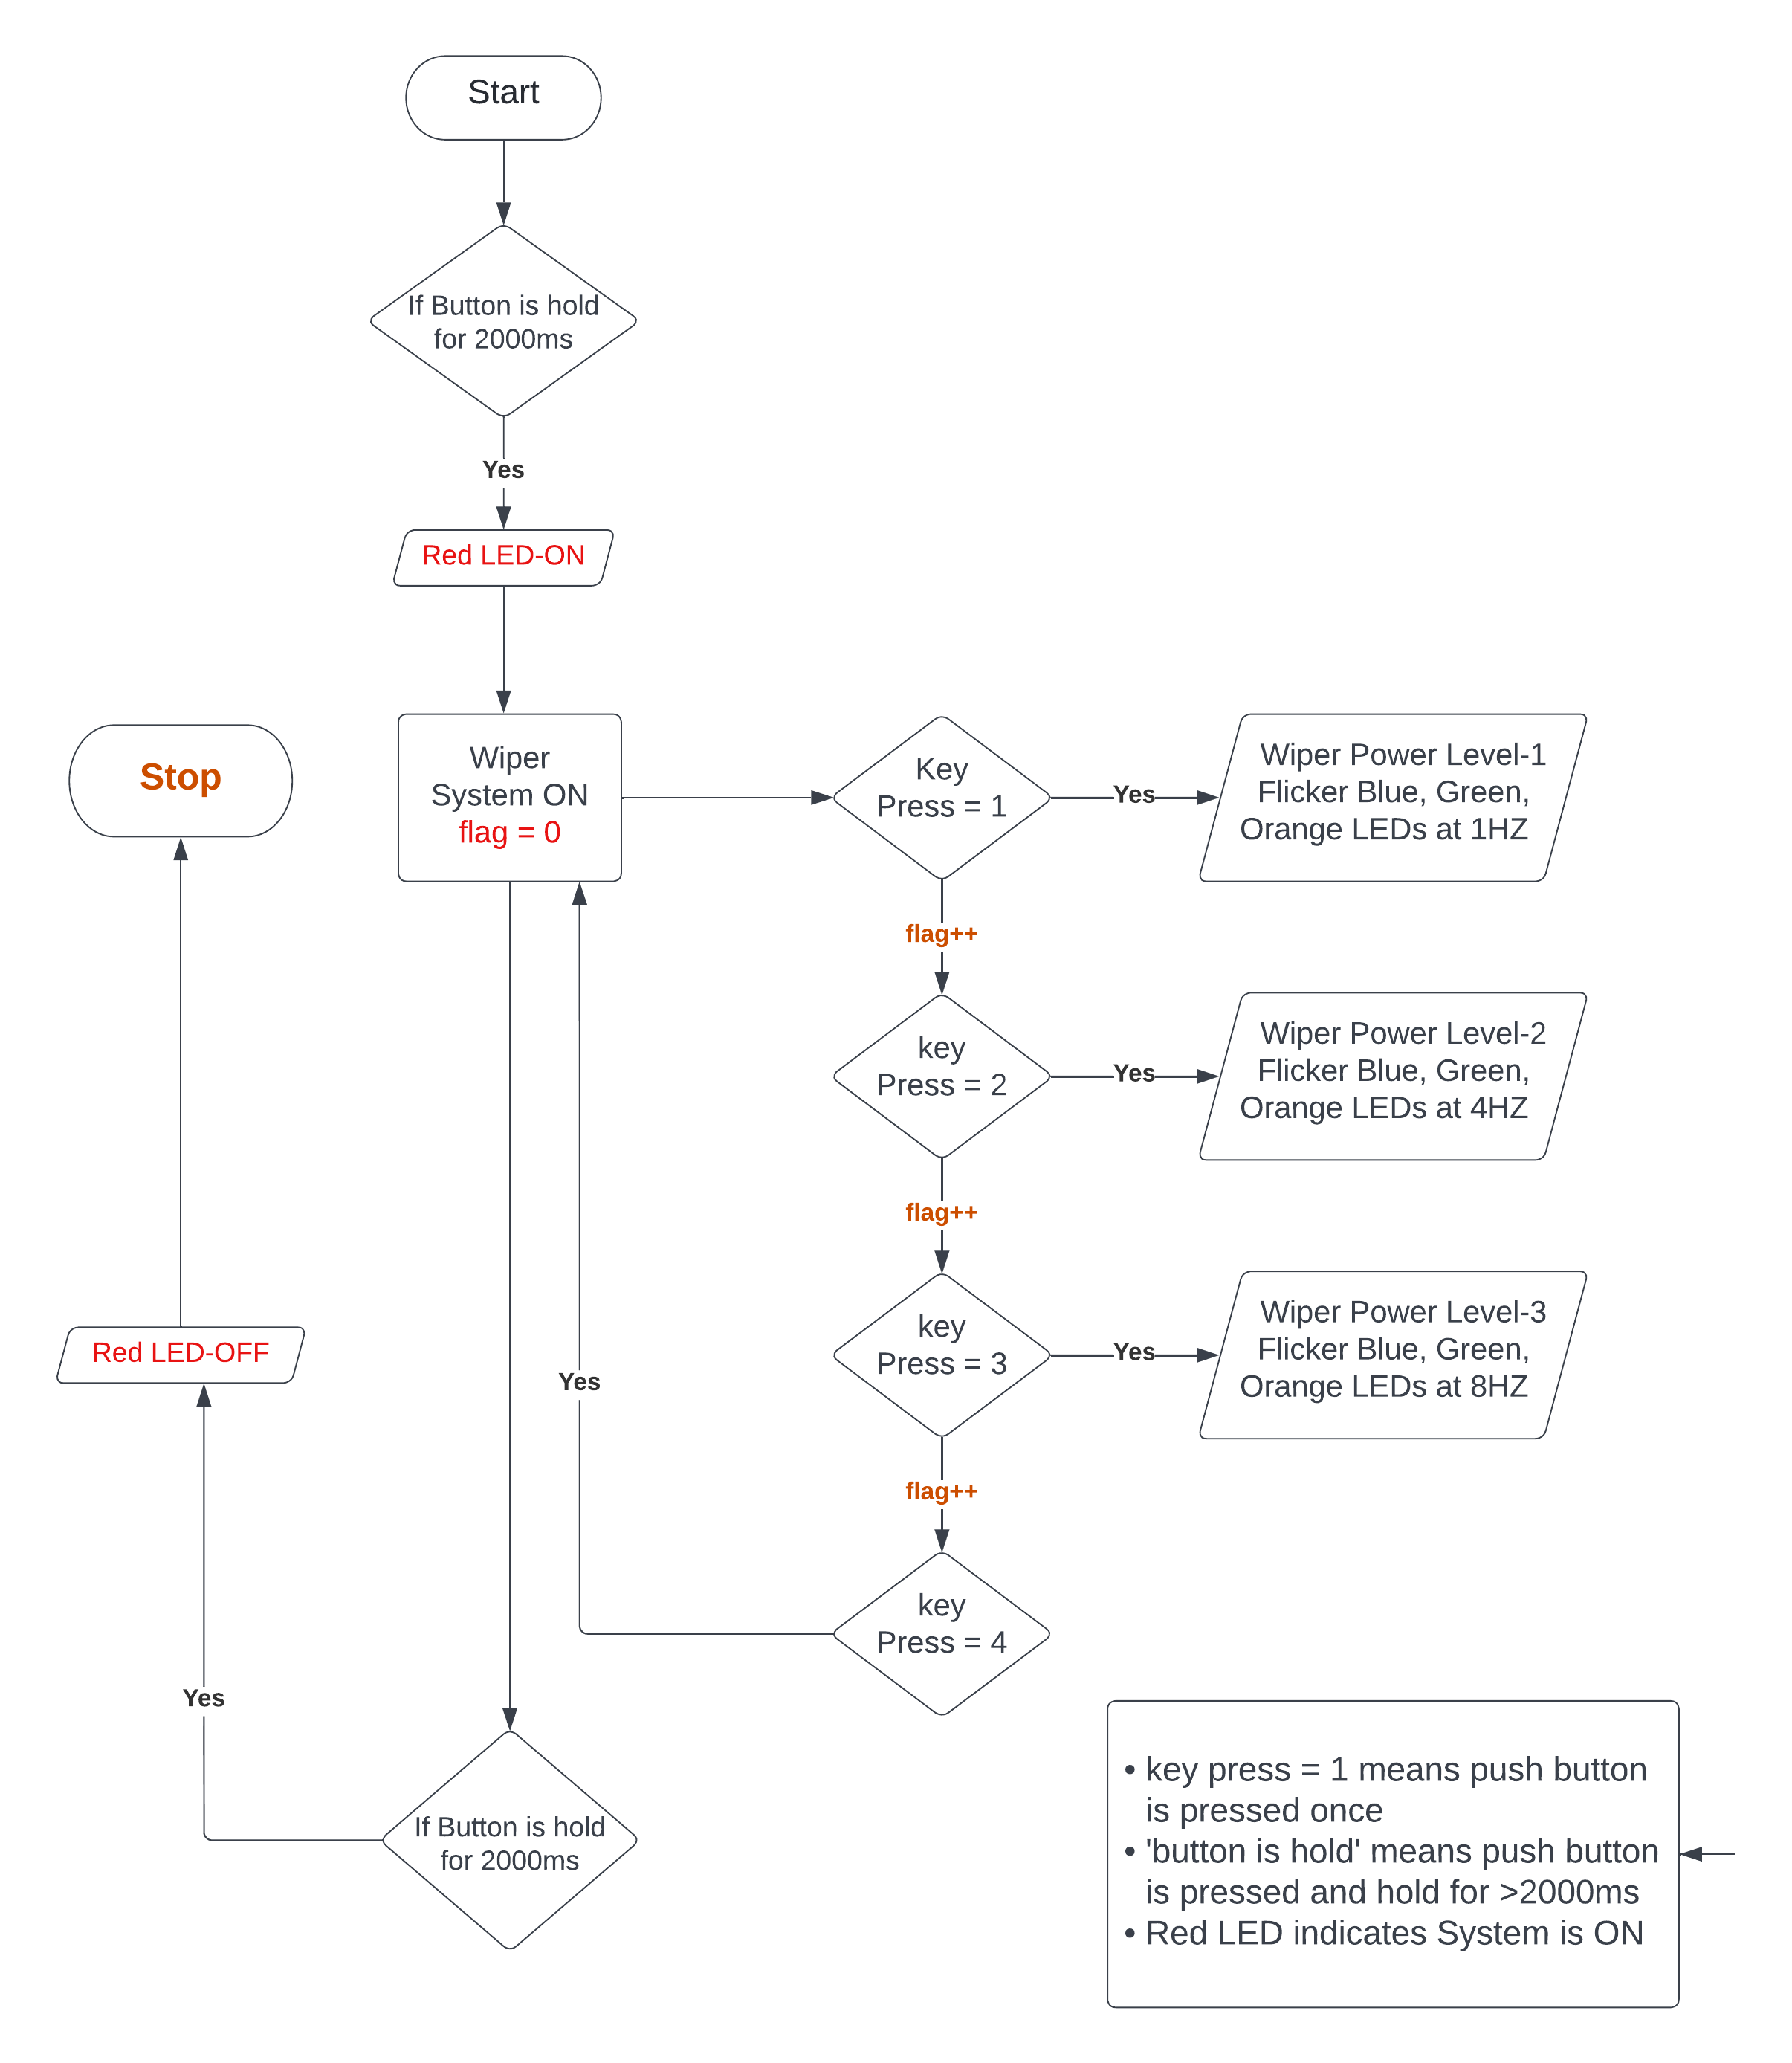 Start
If Button is hold
for 2000ms
Yes
Red LED-ON
Wiper
System ON
flag = 0
Key
Press = 1
Yes
Wiper Power Level-1
Flicker Blue, Green,
Orange LEDs at 1HZ
flag++
key
Press = 2
Yes
Wiper Power Level-2
Flicker Blue, Green,
Orange LEDs at 4HZ
flag++
key
Press = 3
Yes
Wiper Power Level-3
Flicker Blue, Green,
Orange LEDs at 8HZ
flag++
key
Press = 4
Yes
If Button is hold
for 2000ms
Yes
Red LED-OFF
Stop
• key press = 1 means push button
is pressed once
• 'button is hold' means push button
is pressed and hold for >2000ms
• Red LED indicates System is ON